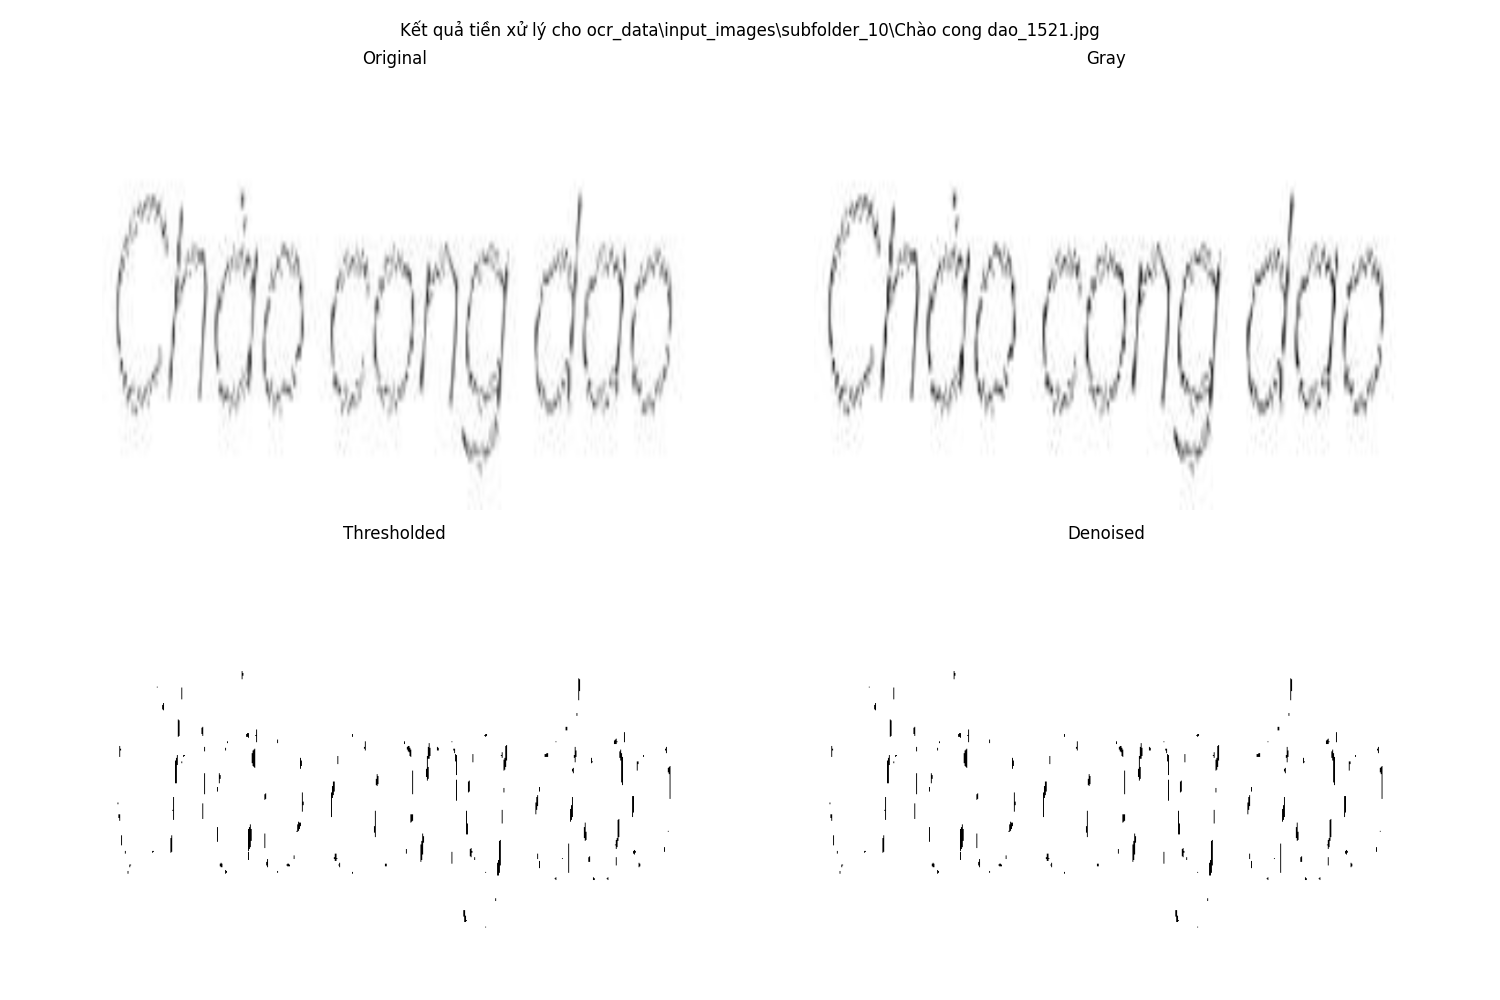 Kết quả tiền xử lý cho ocr_data\input_images\subfolder_10\Chào cong dao_1521.jpg
Original
Gray
Chào cong dao
Chào cong dao
Thresholded
Denoised